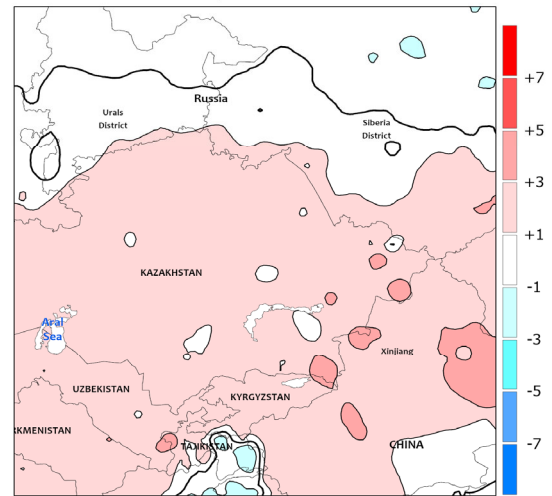 Russia
Urals
District
Siberia
District
KAZAKHSTAN
Aral
Sea
Xinjiang
UZBEKISTAN
KYRGYZSTAN
RKMENISTAN
TAJIKISTAN
CHINA
+7
+5
+3
+1
-1
-3
-5
-7